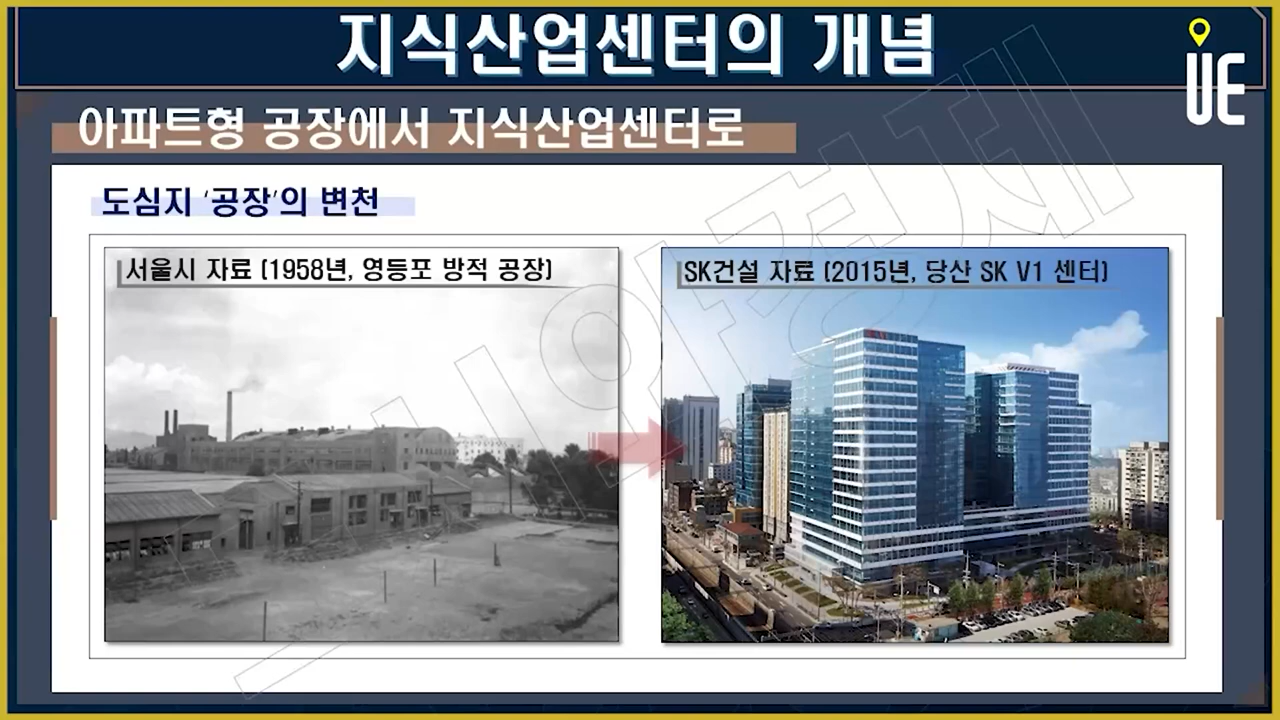 지식산업센터의 개념
UE
아파트형 공장에서 지식산업센터로
도심지 '공장'의 변천
서울시 자료 (1958년, 영등포 방적 공장)
SK건설 자료 (2015년, 당산 SK V1 센터)